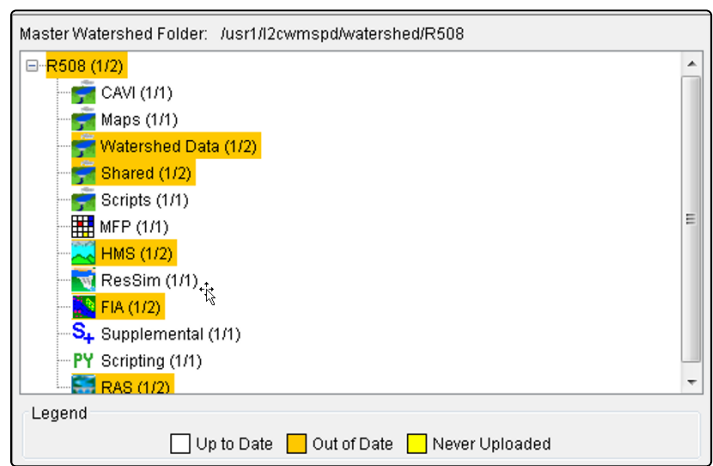 Master Watershed Folder: /usr1/l2cwmspd/watershed/R508
R508 (1/2)
CAVI (1/1)
Maps (1/1)
Watershed Data (1/2)
Shared (1/2)
Scripts (1/1)
MFP (1/1)
HMS (1/2)
ResSim (1/1)
FIA (1/2)
S+ Supplemental (1/1)
PY Scripting (1/1)
RAS (1/2)
Legend
Up to Date Out of Date Never Uploaded